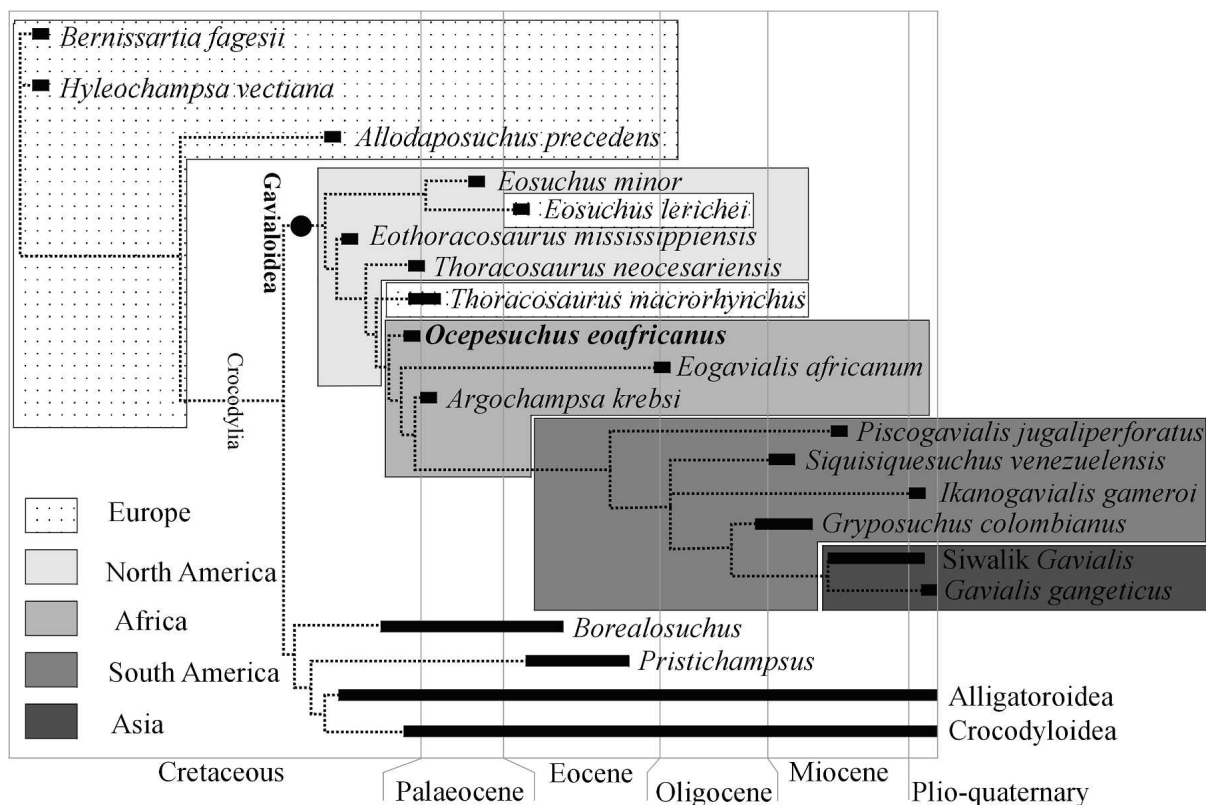 Bernissartia fagesii
Hyleochampsa vectiana
Allodaposuchus precedens
Gavialoidea
Eosuchus minor
Eosuchus lerichei
Eothoracosaurus mississippiensis
Thoracosaurus neocesariensis
Thoracosaurus macrorhynchus
Ocepesuchus eoafricanus
Eogavialis africanum
Argochampsa krebsi
Crocodylia
Piscogavialis jugaliperforatus
Siquisiquesuchus venezuelensis
Ikanogavialis gameroi
Gryposuchus colombianus
Siwalik Gavialis
Gavialis gangeticus
Europe
North America
Africa
South America
Asia
Borealosuchus
Pristichampsus
Alligatoroidea
Crocodyloidea
Cretaceous
Palaeocene
Eocene
Oligocene
Miocene
Plio-quaternary